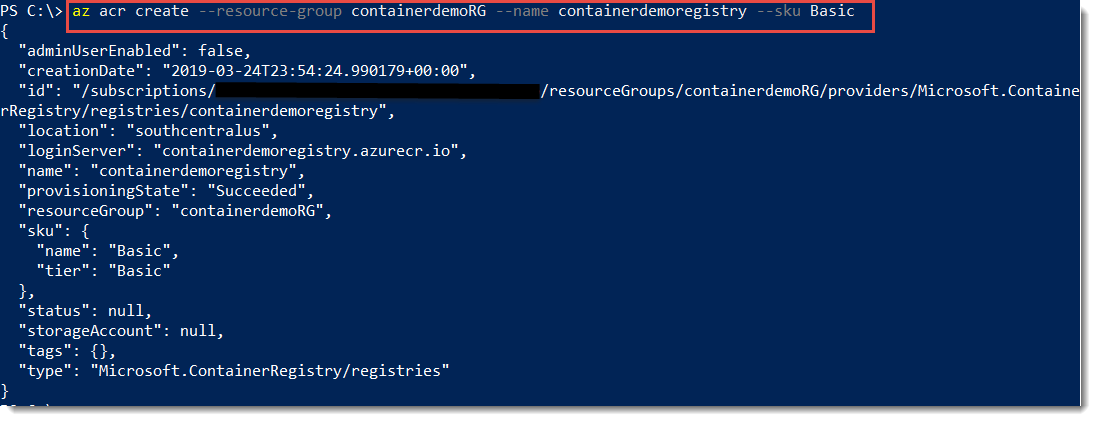 PS C:\> az acr create --resource-group containerdemoRG --name containerdemoregistry --sku Basic
{
  "adminUserEnabled": false,
  "creationDate": "2019-03-24T23:54:24.990179+00:00",
  "id": "/subscriptions/ /resourceGroups/containerdemoRG/providers/Microsoft.Containe
rRegistry/registries/containerdemoregistry",
  "location": "southcentralus",
  "loginServer": "containerdemoregistry.azurecr.io",
  "name": "containerdemoregistry",
  "provisioningState": "Succeeded",
  "resourceGroup": "containerdemoRG",
  "sku": {
    "name": "Basic",
    "tier": "Basic"
  },
  "status": null,
  "storageAccount": null,
  "tags": {},
  "type": "Microsoft.ContainerRegistry/registries"
}